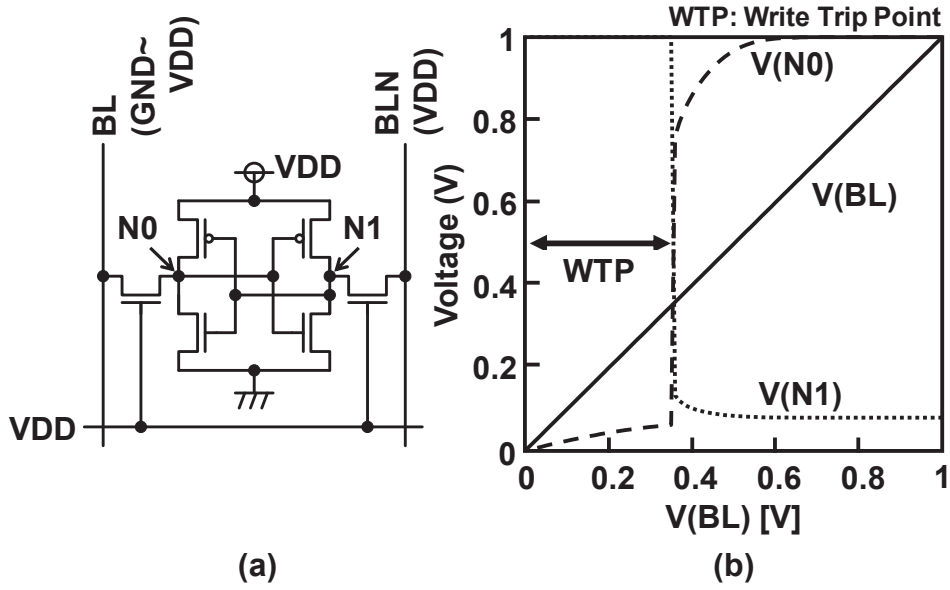 (a)
BL
(GND~
VDD)
BLN
(VDD)
VDD
N0
N1
VDD
(a)
WTP: Write Trip Point
1
0.8
0.6
0.4
0.2
0
Voltage (V)
V(N0)
V(BL)
WTP
V(N1)
0
0.2
0.4
0.6
0.8
1
V(BL) [V]
(b)